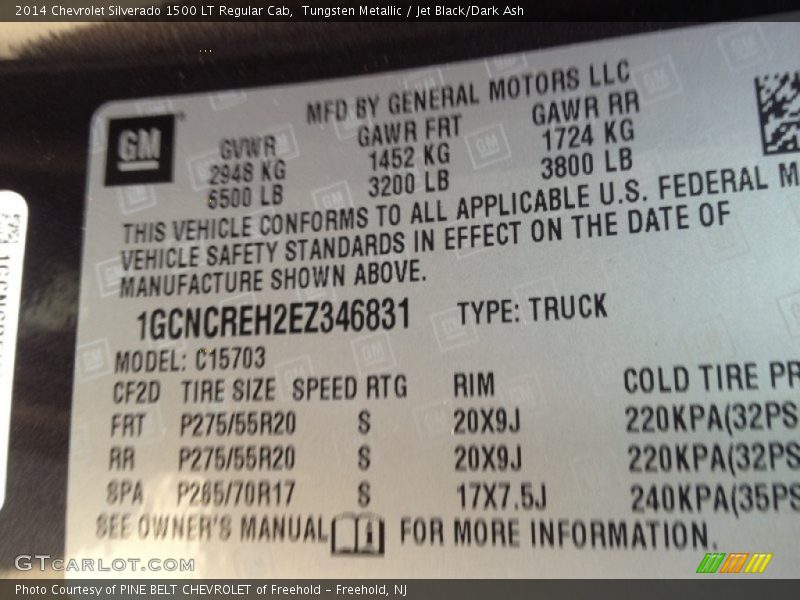 2014 Chevrolet Silverado 1500 LT Regular Cab, Tungsten Metallic / Jet Black/Dark Ash
MFD BY GENERAL MOTORS LLC
GM
GVWR GAWR FRT GAWR RR
2948 KG 1452 KG 1724 KG
6500 LB 3200 LB 3800 LB
THIS VEHICLE CONFORMS TO ALL APPLICABLE U.S. FEDERAL M
VEHICLE SAFETY STANDARDS IN EFFECT ON THE DATE OF
MANUFACTURE SHOWN ABOVE.
1GCNCREH2EZ346831 TYPE: TRUCK
MODEL: C15703
CF2D TIRE SIZE SPEED RTG RIM COLD TIRE PR
FRT P275/55R20 S 20X9J 220KPA(32PS
RR P275/55R20 S 20X9J 220KPA(32PS
SPA P265/70R17 S 17X7.5J 240KPA(35PS
SEE OWNER'S MANUAL FOR MORE INFORMATION.
GTcarlot.com
Photo Courtesy of PINE BELT CHEVROLET of Freehold - Freehold, NJ